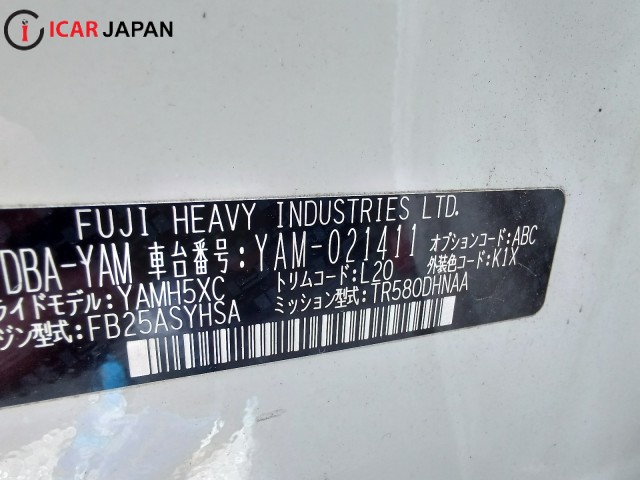 ICAR JAPAN
FUJI HEAVY INDUSTRIES LTD.
DBA-YAM 車台番号:YAM-021411 オプションコード:ABC
ライドモデル:YAMH5XC トリムコード:L20 外装色コード:K1X
ジン型式:FB25ASYHSA ミッション型式:TR580DHNAA